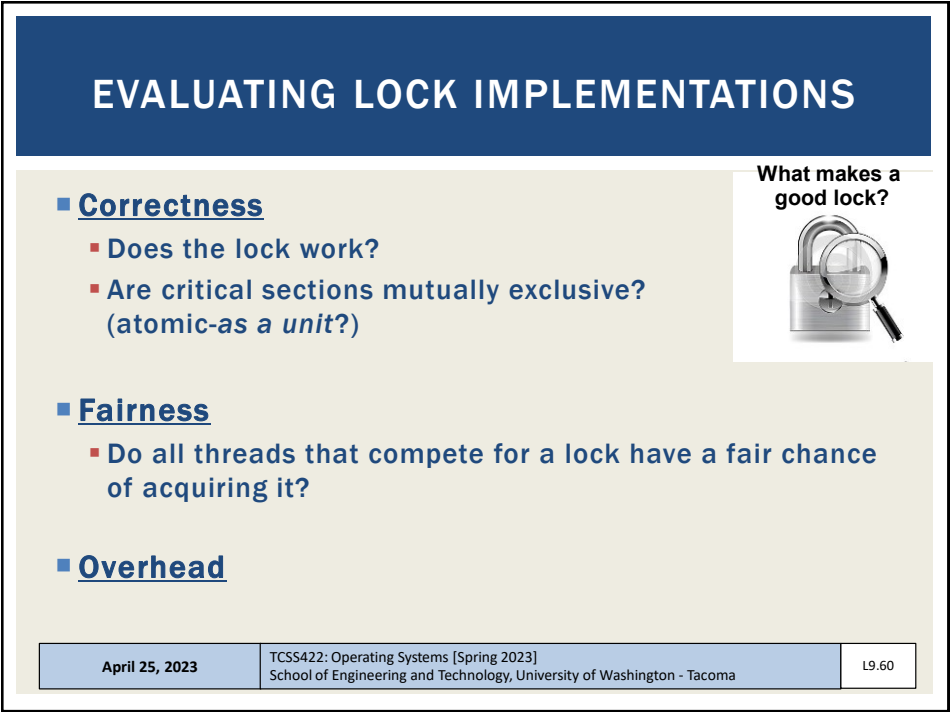 EVALUATING LOCK IMPLEMENTATIONS
What makes a
good lock?
Correctness
Does the lock work?
Are critical sections mutually exclusive?
(atomic-as a unit?)
Fairness
Do all threads that compete for a lock have a fair chance
of acquiring it?
Overhead
April 25, 2023
TCSS422: Operating Systems [Spring 2023]
School of Engineering and Technology, University of Washington - Tacoma
L9.60